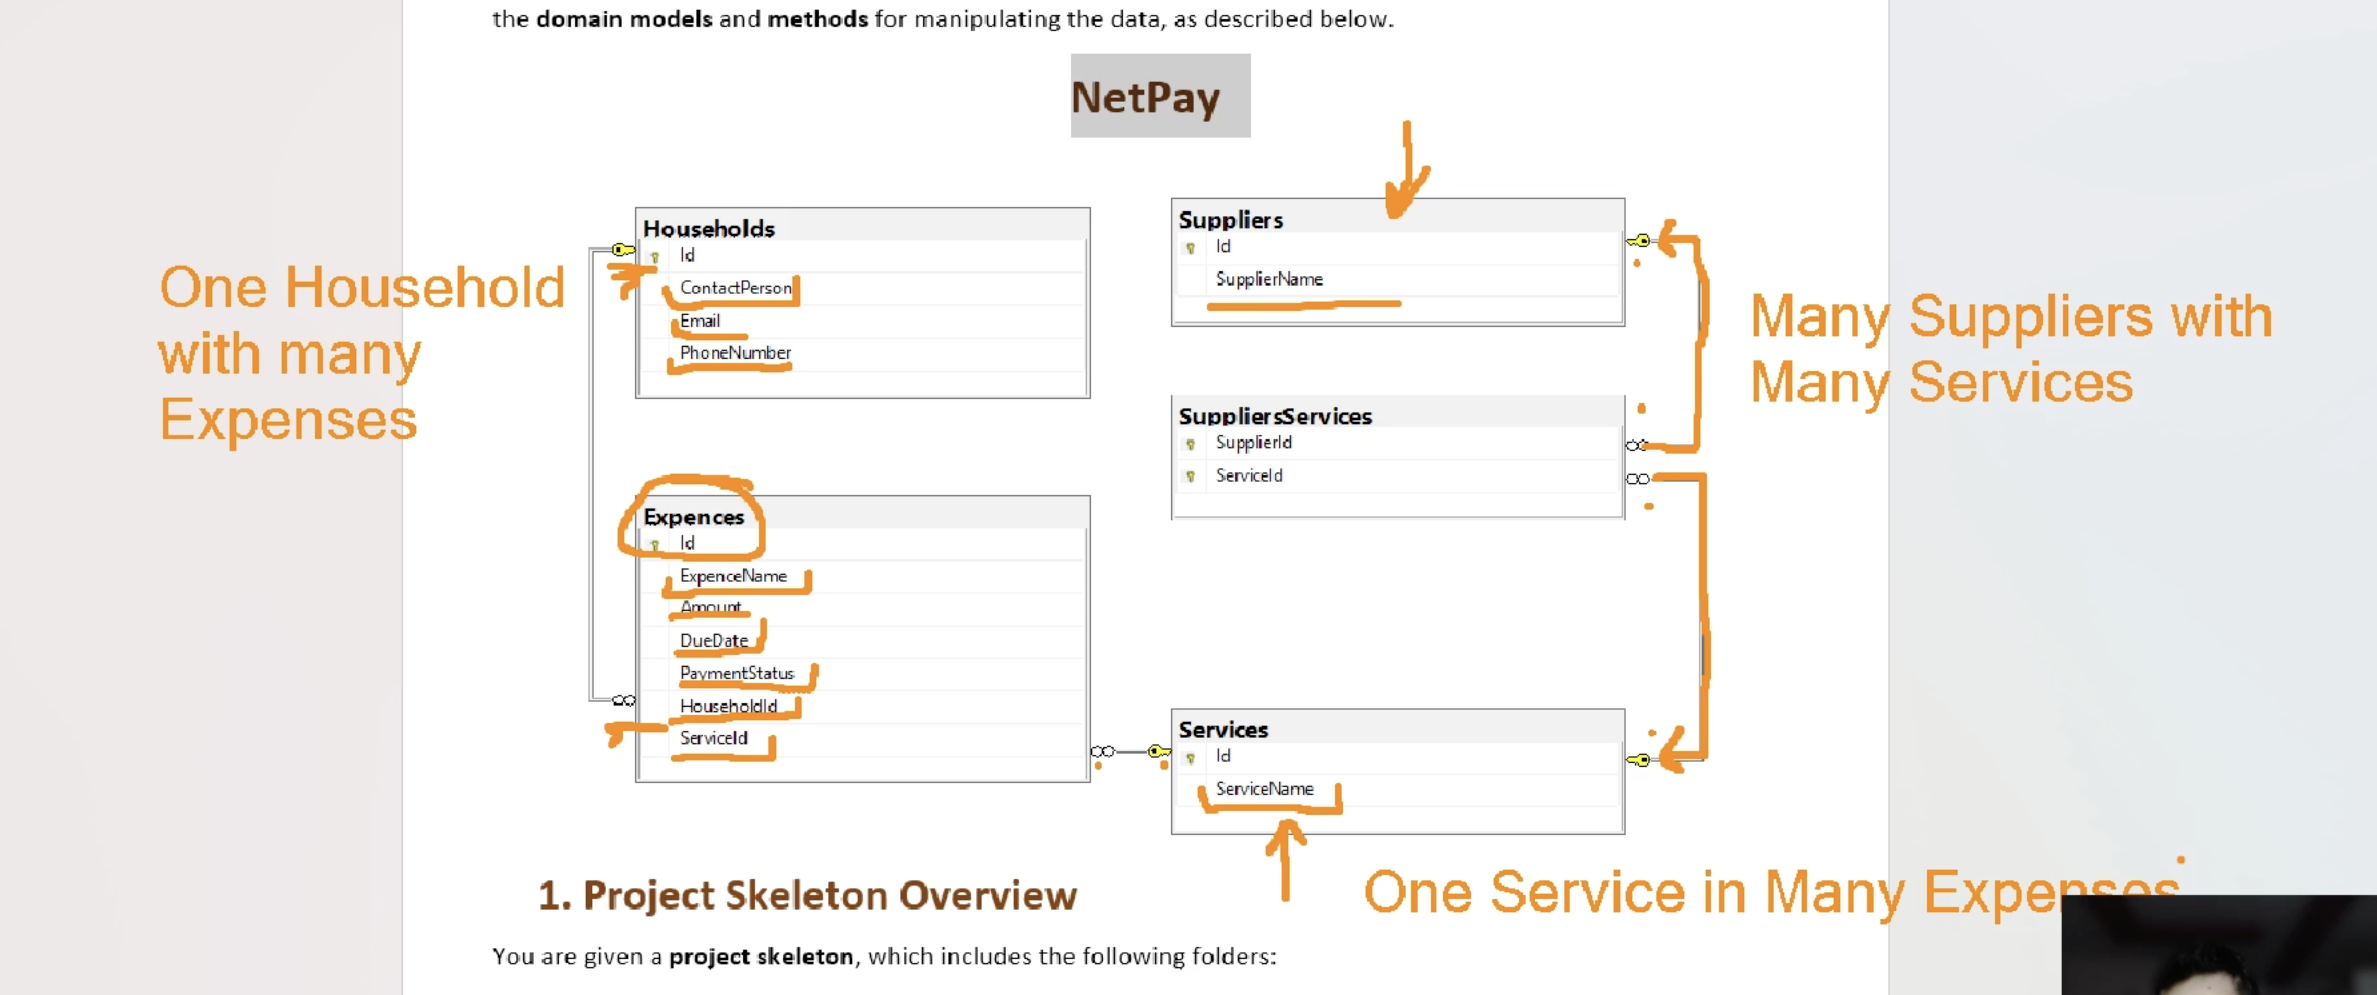 the domain models and methods for manipulating the data, as described below.
NetPay
One Household
with many
Expenses
Households
Id
ContactPerson
Email
PhoneNumber
Suppliers
Id
SupplierName
Many Suppliers with
Many Services
SuppliersServices
SupplierId
ServiceId
Expences
Id
ExpenceName
Amount
DueDate
PaymentStatus
HouseholdId
ServiceId
Services
Id
ServiceName
One Service in Many Expenses
1. Project Skeleton Overview
You are given a project skeleton, which includes the following folders: